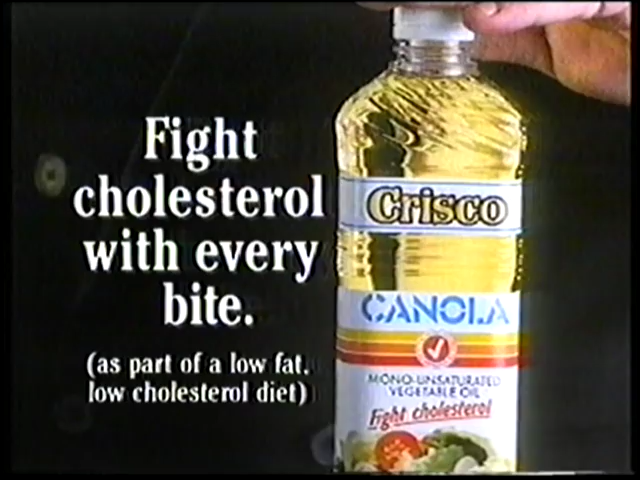 Fight
cholesterol
with every
bite.
(as part of a low fat,
low cholesterol diet)
Crisco
CANOLA
MONO-UNSATURATED
VEGETABLE OIL
Fight cholesterol